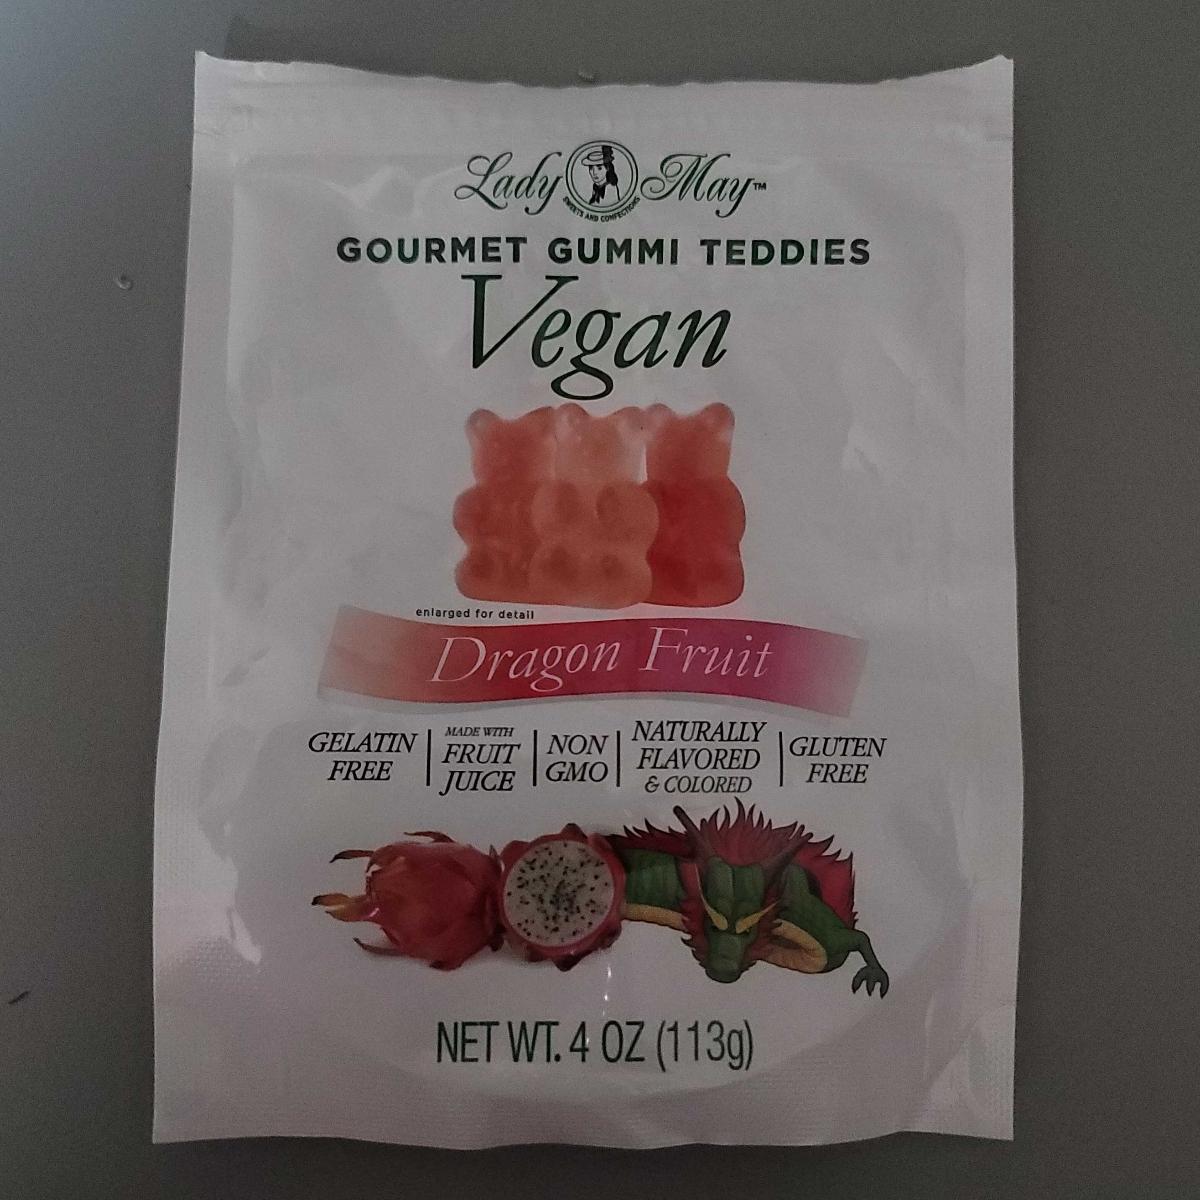 Lady May™
SWEETS AND CONFECTIONS
GOURMET GUMMI TEDDIES
Vegan
enlarged for detail
Dragon Fruit
GELATIN
FREE
MADE WITH
FRUIT
JUICE
NON
GMO
NATURALLY
FLAVORED
& COLORED
GLUTEN
FREE
NET WT. 4 OZ (113g)